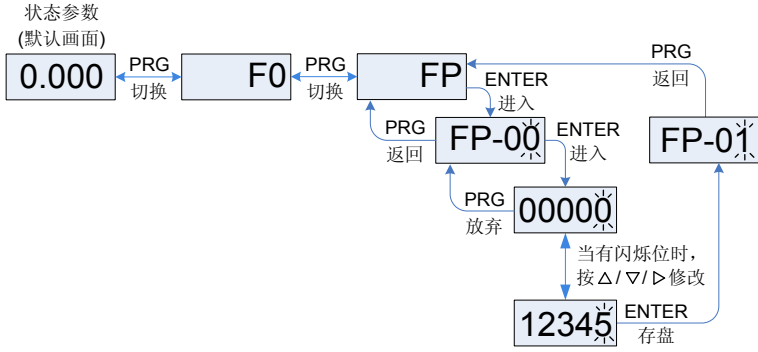 状态参数
(默认画面)
0.000
PRG
切换
F0
PRG
切换
FP
PRG
返回
ENTER
进入
PRG
返回
FP-00
ENTER
进入
FP-01
PRG
放弃
00000
当有闪烁位时，
按△/▽/▷修改
12345
ENTER
存盘